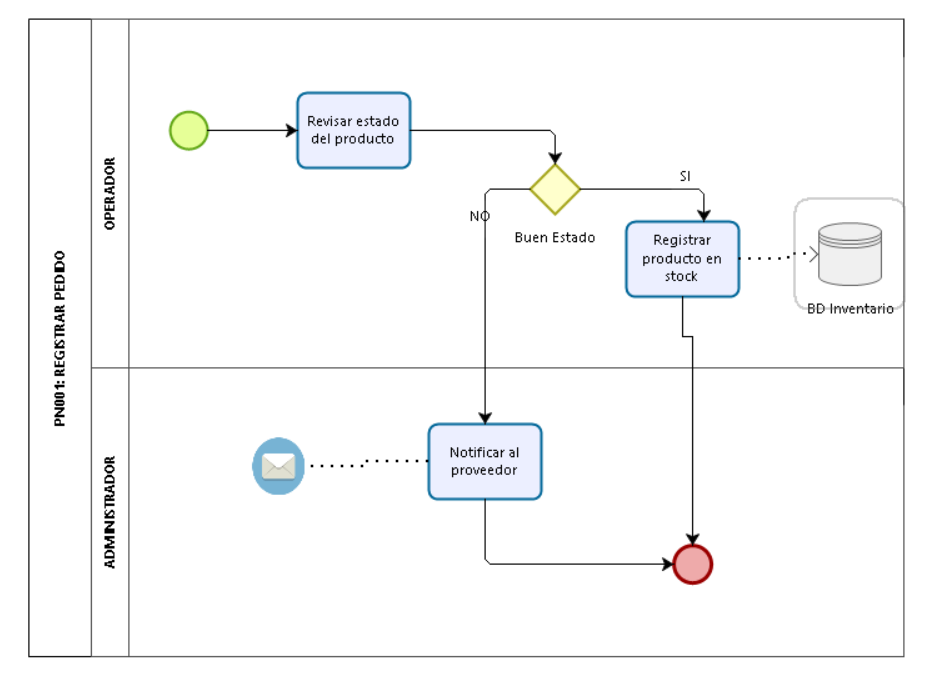 PN001: REGISTRAR PEDIDO
OPERADOR
Revisar estado
del producto
SI
NO
Buen Estado
Registrar
producto en
stock
BD Inventario
ADMINISTRADOR
Notificar al
proveedor